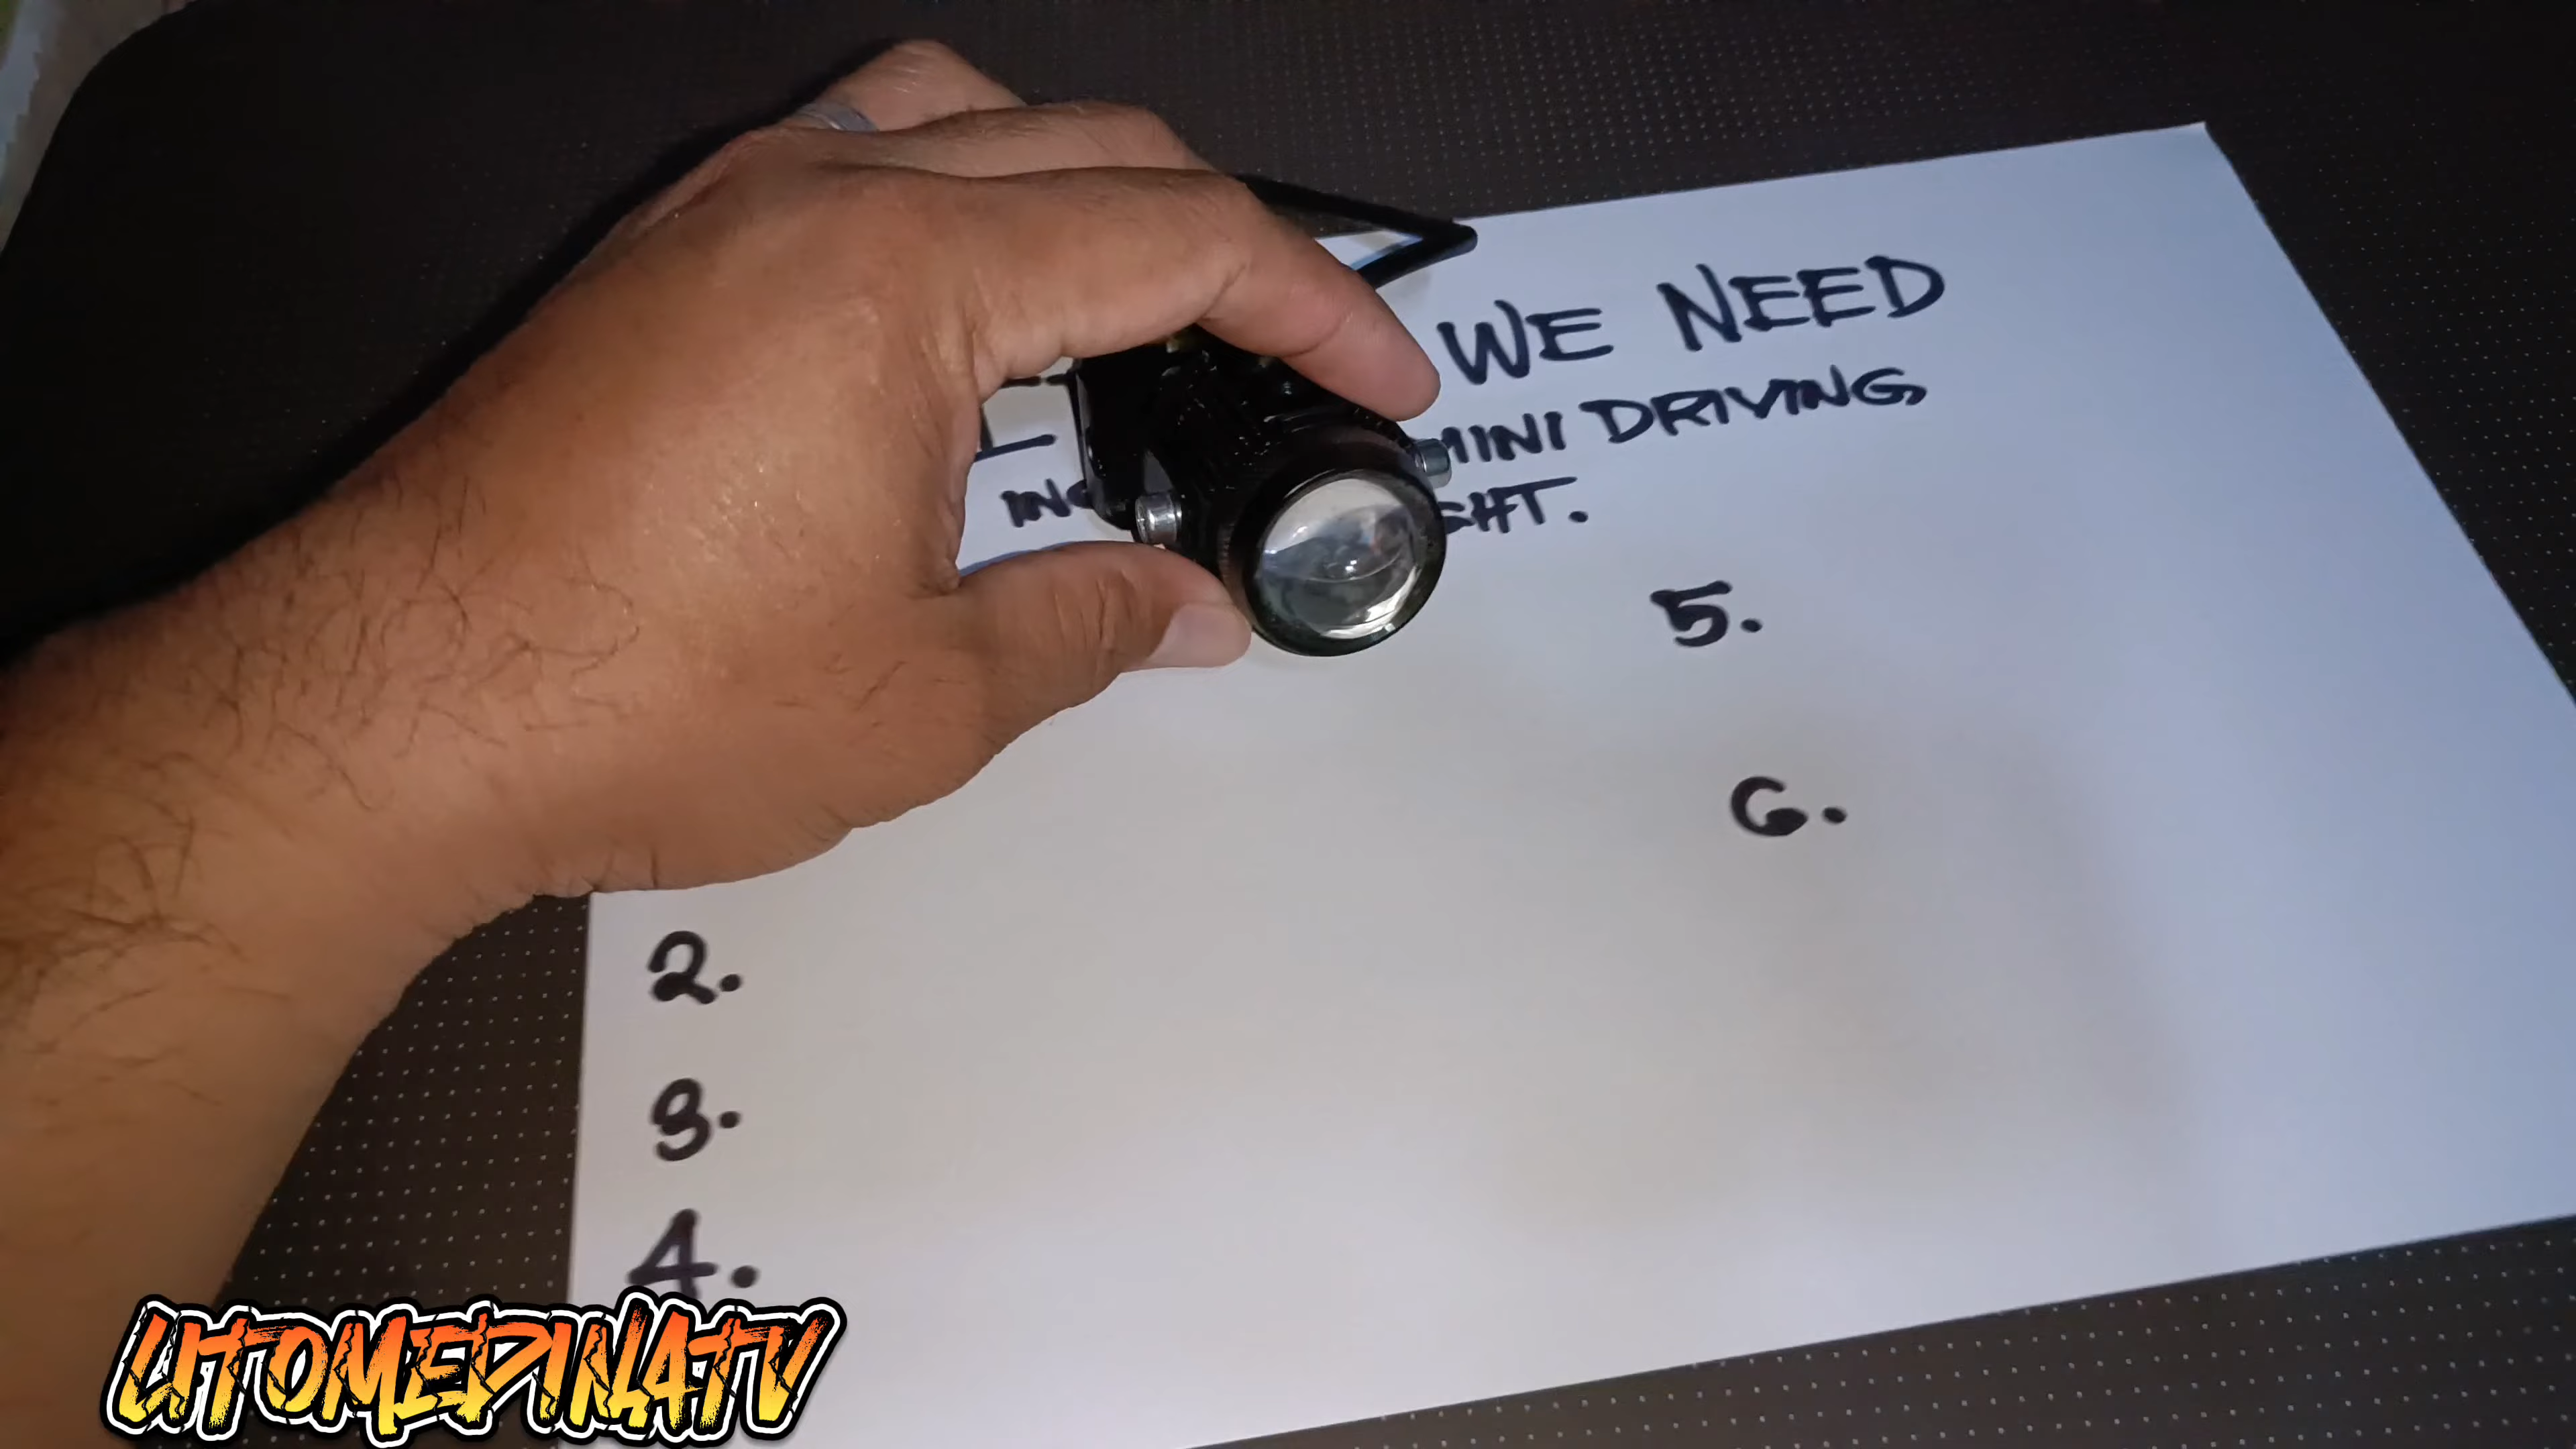 WE NEED
MINI DRIVING
5.
6.
2.
3.
4.
LITOMEDINATV